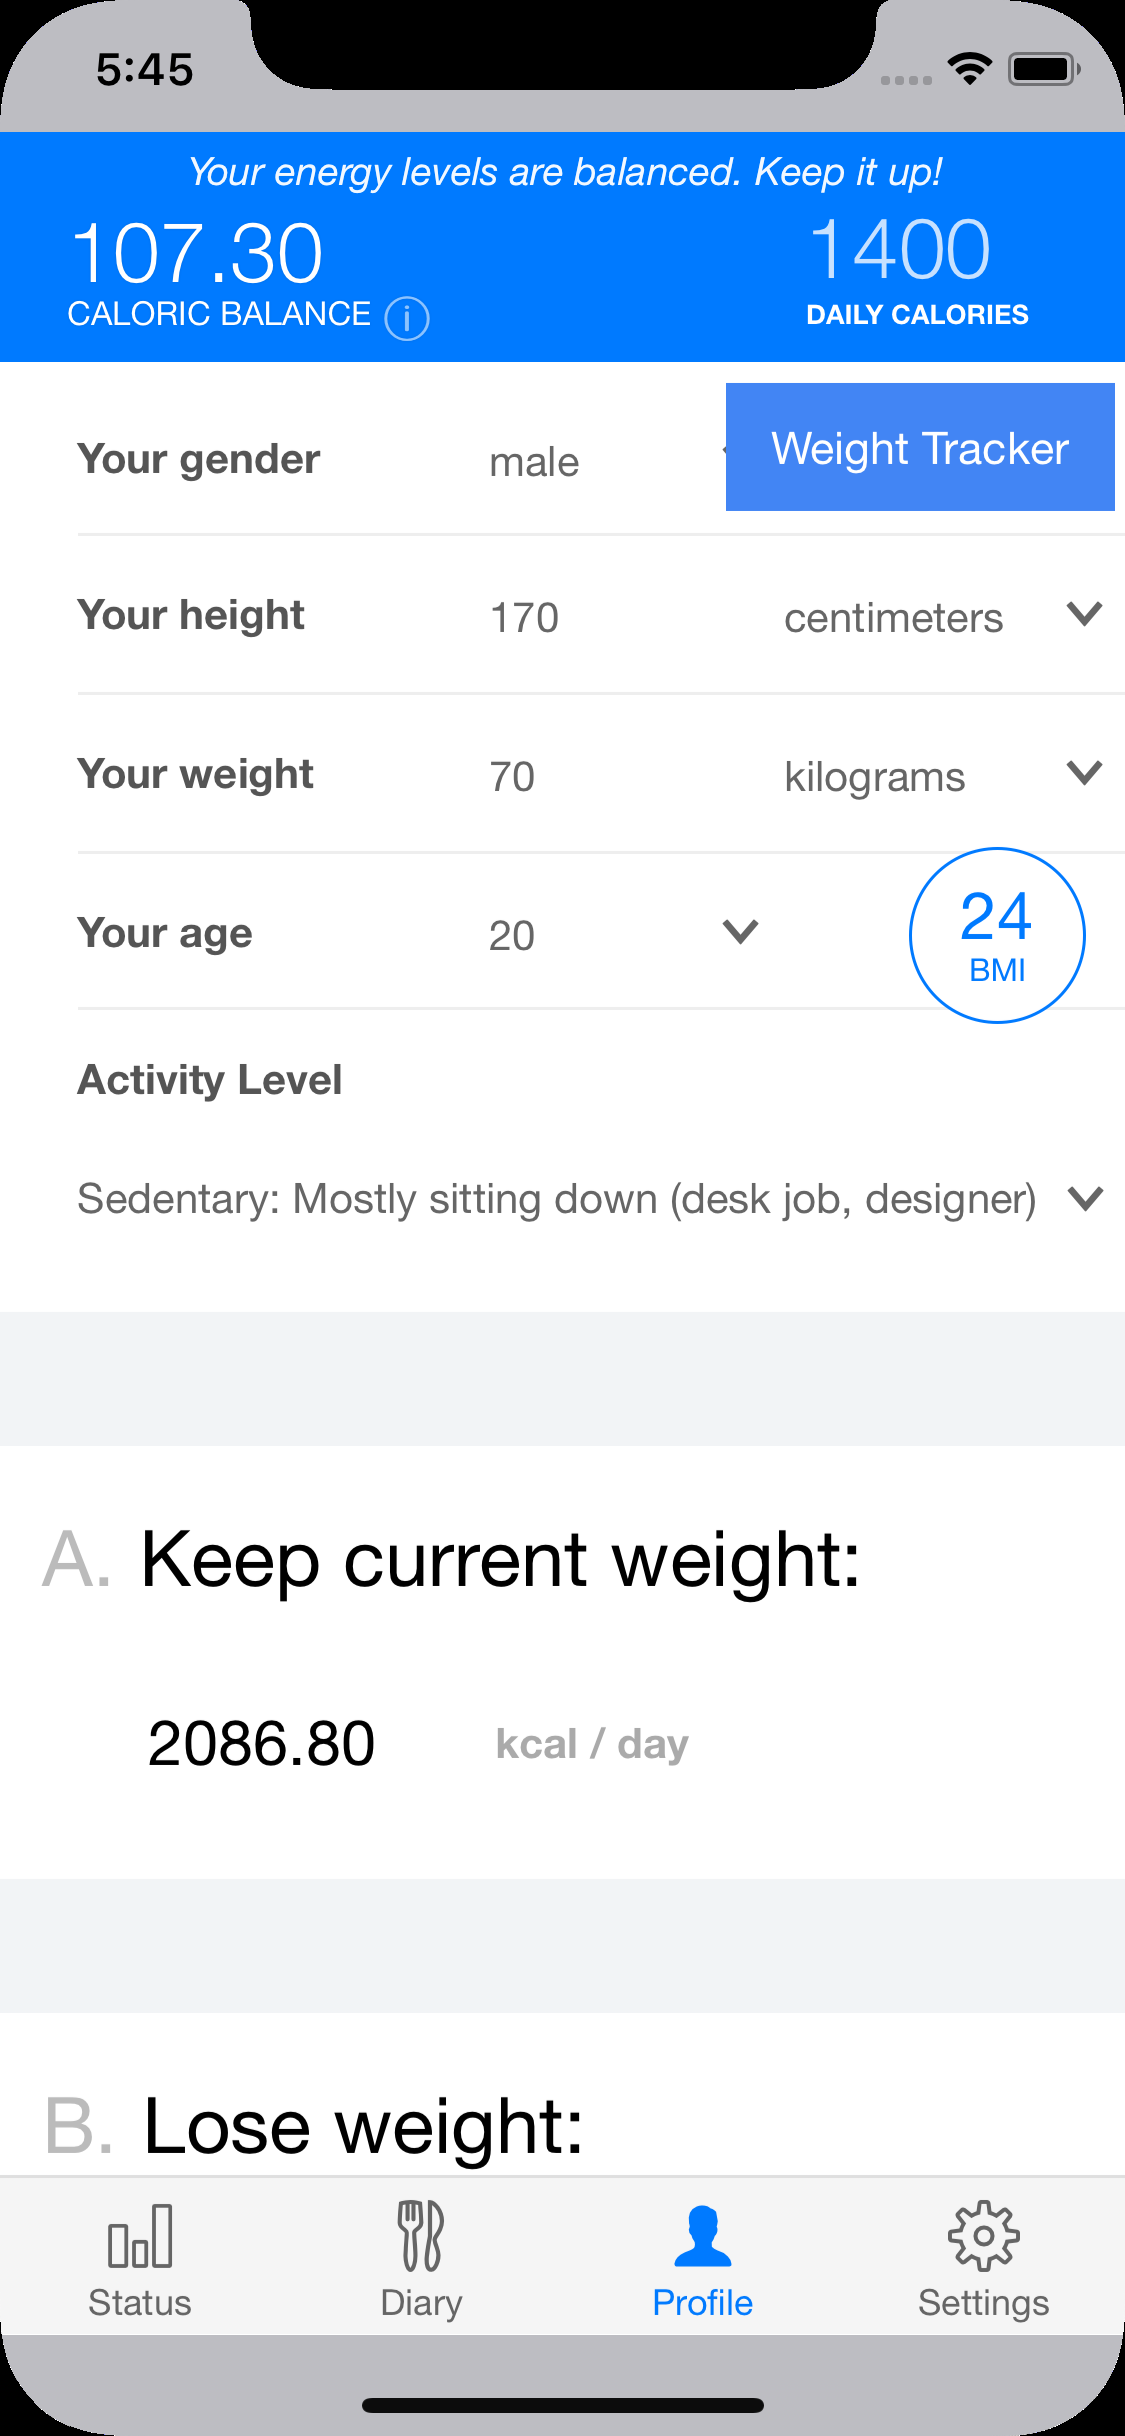 5:45
Your energy levels are balanced. Keep it up!
107.30
1400
CALORIC BALANCE
DAILY CALORIES
Your gender male
Weight Tracker
Your height 170 centimeters
Your weight 70 kilograms
Your age 20
24
BMI
Activity Level
Sedentary: Mostly sitting down (desk job, designer)
A. Keep current weight:
2086.80 kcal / day
B. Lose weight:
Status Diary Profile Settings